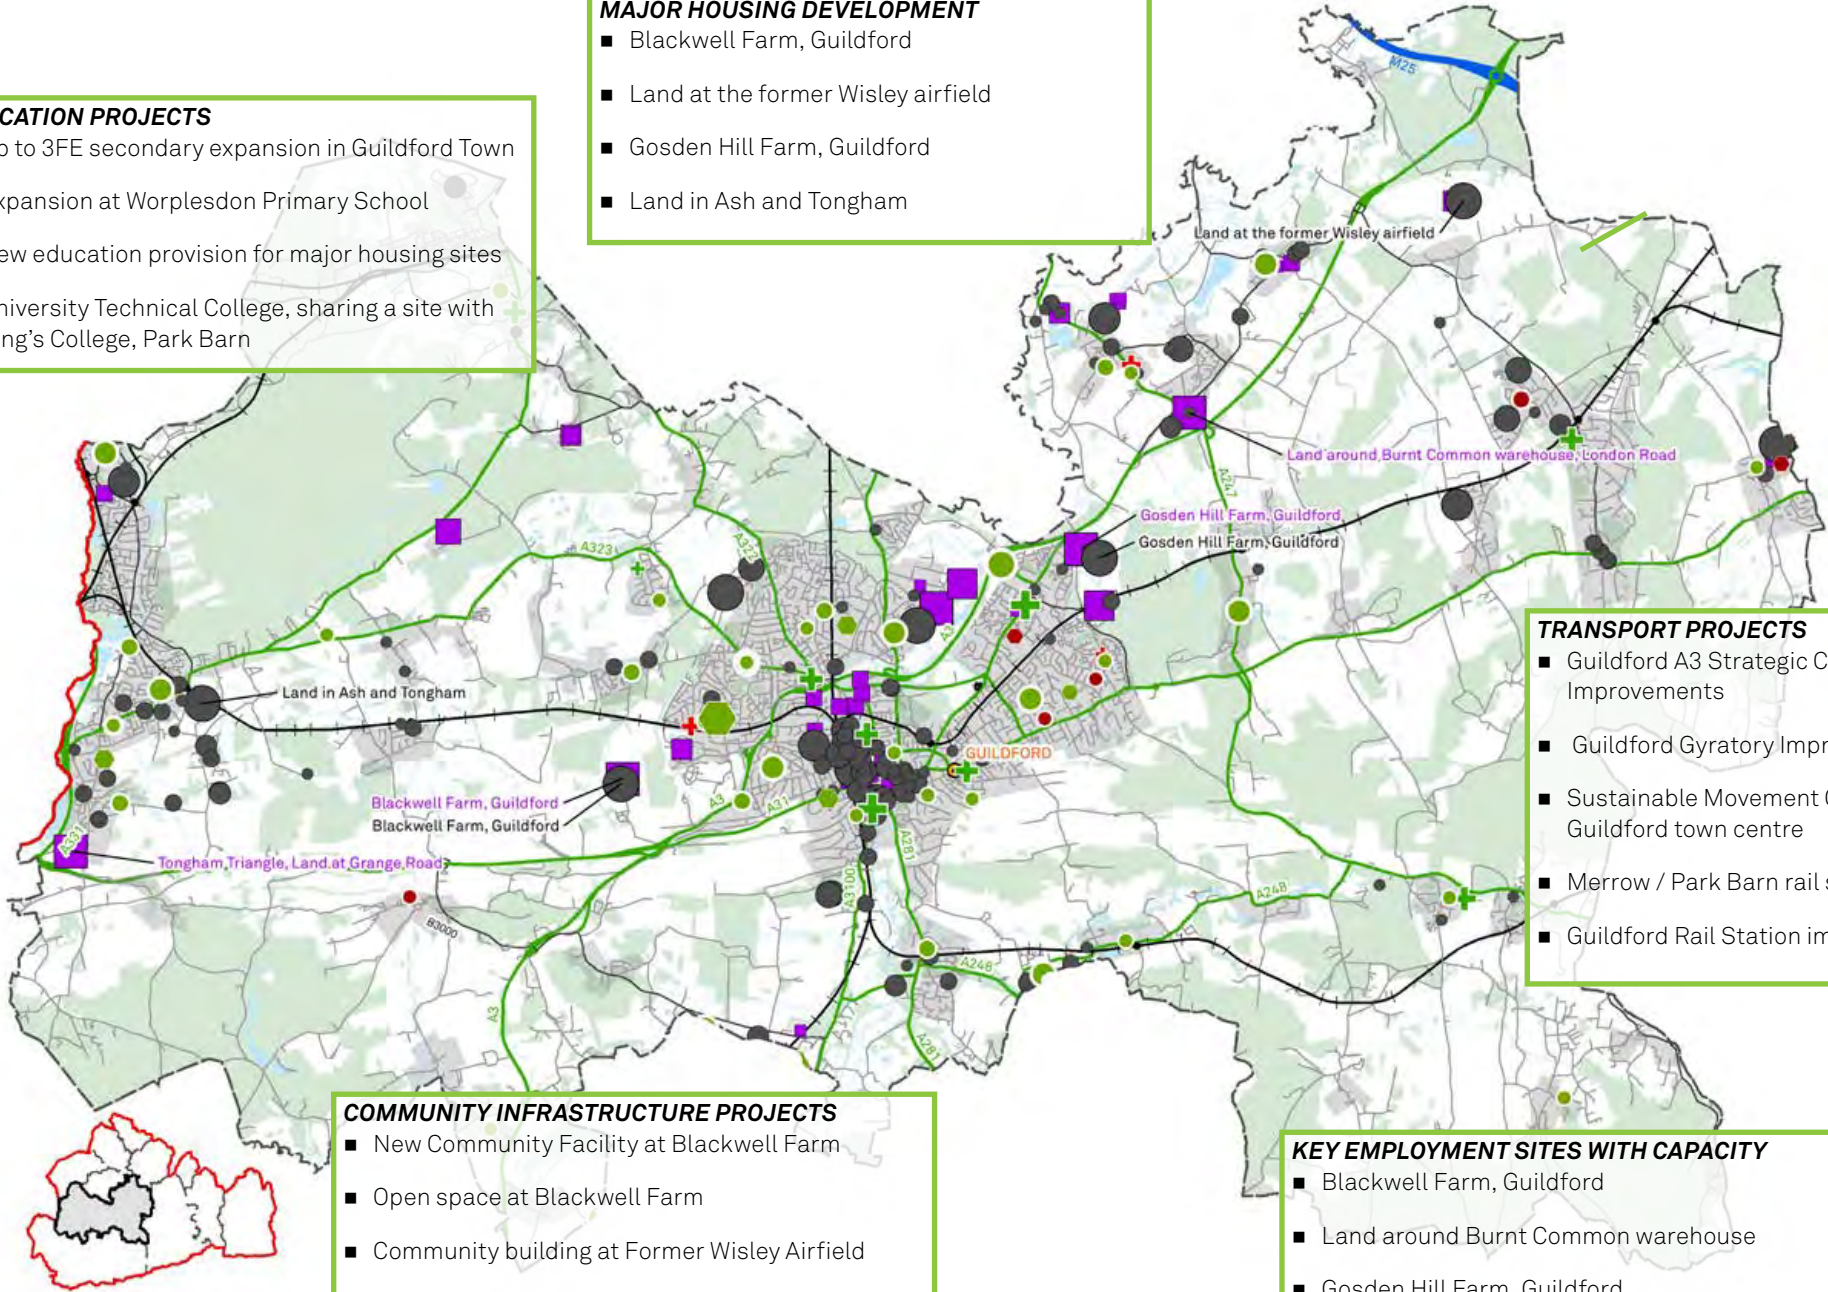 MAJOR HOUSING DEVELOPMENT
■ Blackwell Farm, Guildford
■ Land at the former Wisley airfield
■ Gosden Hill Farm, Guildford
■ Land in Ash and Tongham
CATION PROJECTS
o to 3FE secondary expansion in Guildford Town
xpansion at Worplesdon Primary School
ew education provision for major housing sites
niversity Technical College, sharing a site with
ng's College, Park Barn
M25
Land at the former Wisley airfield
Land around Burnt Common warehouse, London Road
A247
Gosden Hill Farm, Guildford
Gosden Hill Farm, Guildford
A323
A322
A3
Land in Ash and Tongham
GUILDFORD
Blackwell Farm, Guildford
Blackwell Farm, Guildford
A3
A31
A331
Tongham Triangle, Land at Grange Road
A281
A3100
B3000
A248
A248
A3
A281
TRANSPORT PROJECTS
■ Guildford A3 Strategic C
Improvements
■ Guildford Gyratory Impr
■ Sustainable Movement
Guildford town centre
■ Merrow / Park Barn rail s
■ Guildford Rail Station im
COMMUNITY INFRASTRUCTURE PROJECTS
■ New Community Facility at Blackwell Farm
■ Open space at Blackwell Farm
■ Community building at Former Wisley Airfield
KEY EMPLOYMENT SITES WITH CAPACITY
■ Blackwell Farm, Guildford
■ Land around Burnt Common warehouse
■ Gosden Hill Farm, Guildford